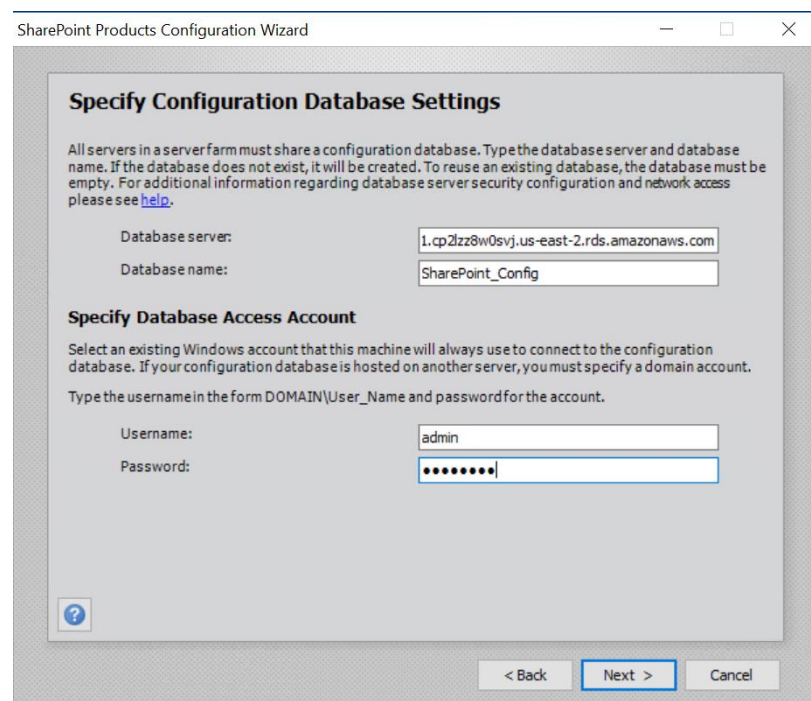 SharePoint Products Configuration Wizard
Specify Configuration Database Settings
All servers in a server farm must share a configuration database. Type the database server and database
name. If the database does not exist, it will be created. To reuse an existing database, the database must be
empty. For additional information regarding database server security configuration and network access
please see help.
Database server:
1.cp2lzz8w0svj.us-east-2.rds.amazonaws.com
Database name:
SharePoint_Config
Specify Database Access Account
Select an existing Windows account that this machine will always use to connect to the configuration
database. If your configuration database is hosted on another server, you must specify a domain account.
Type the username in the form DOMAIN\User_Name and password for the account.
Username:
admin
Password:
●●●●●●●●
?
< Back
Next >
Cancel